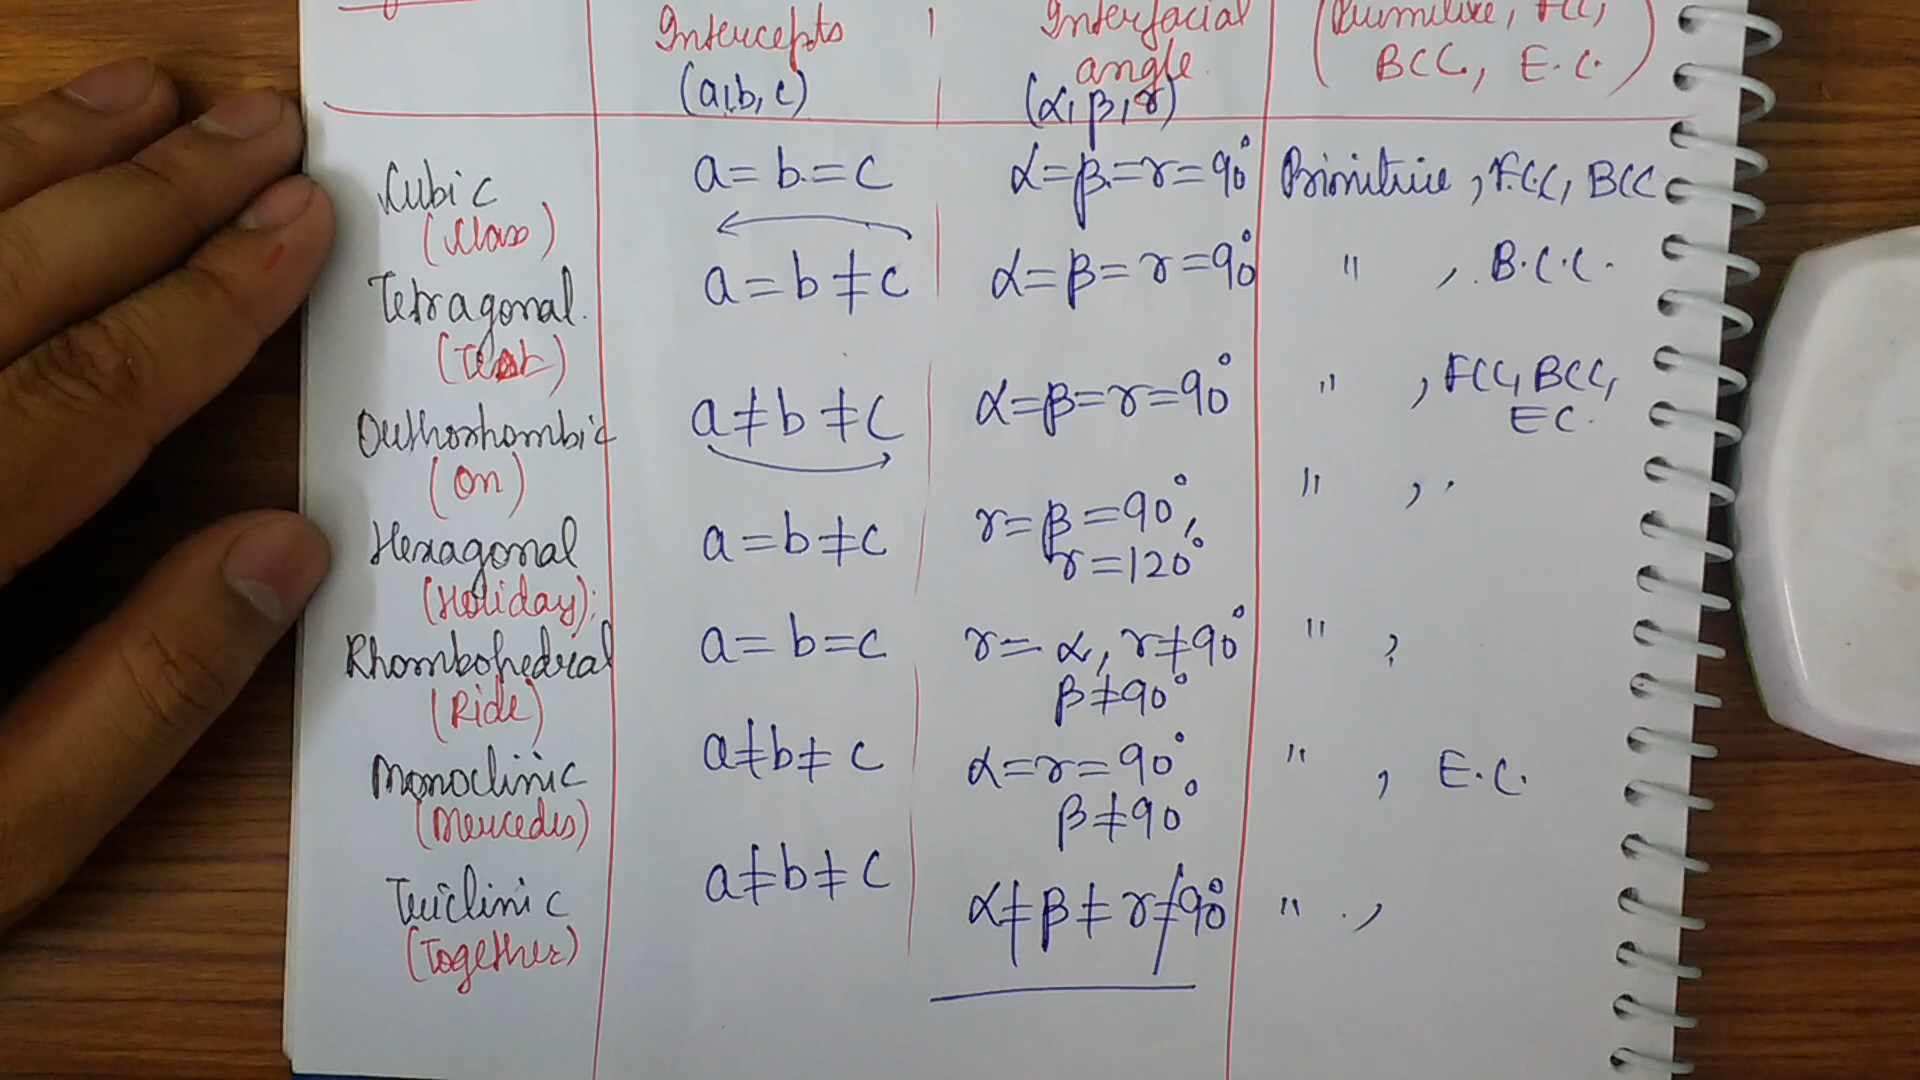 Intercepts , Interfacial (Primitive, FCC,
angle BCC, E.C.)
(a,b,c) (α,β,r)
Cubic a = b = c α=β=r=90° Primitive, FCC, BCC
(Class)
Tetragonal. a = b ≠ c α=β=r=90° " , B.C.C.
(Test)
Orthorhombic a ≠ b ≠ c α=β=r=90° " , FCC, BCC,
EC.
(On)
Hexagonal a = b ≠ c r=β=90°, " , .
r=120°
(Holiday);
Rhombohedral a = b = c r=α, r≠90° " ,
β≠90°
(Ride)
Monoclinic a≠b≠c α=r=90° " , E.C.
β≠90°
(Mercedes)
Triclinic a≠b≠c α≠β≠r≠90° " . ,
(Together)